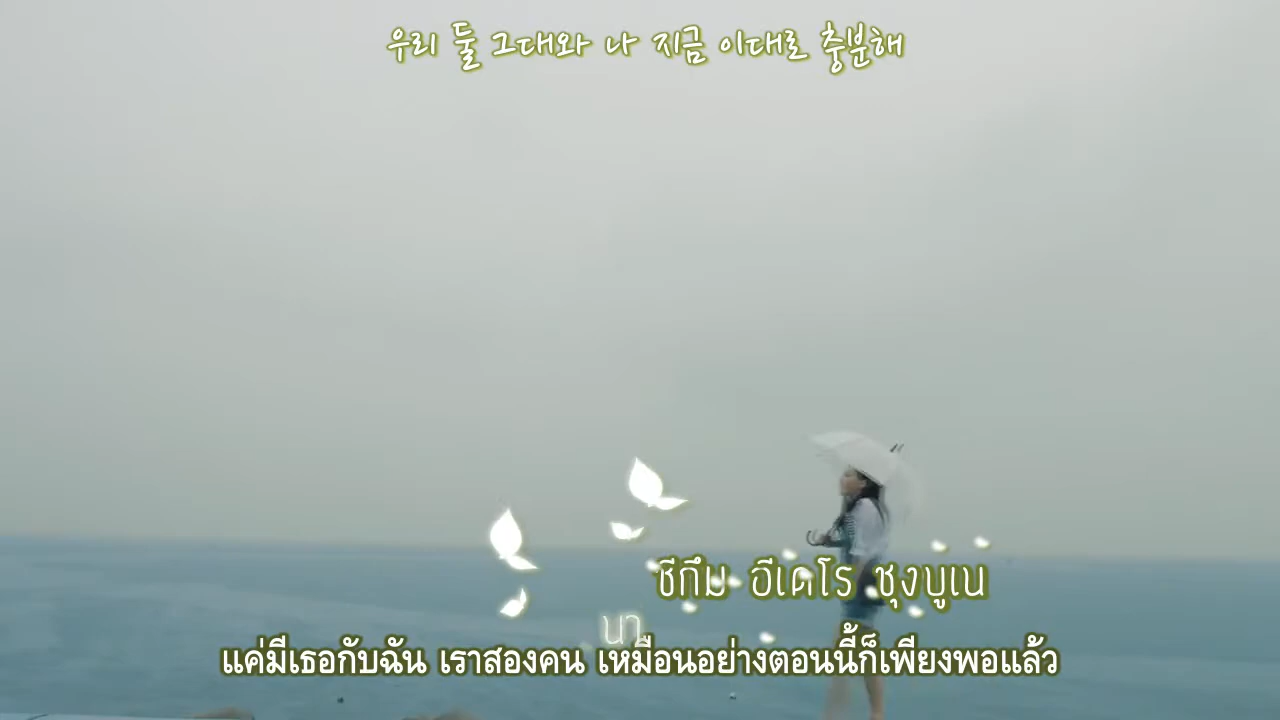 우리 둘 그대와 나 지금 이대로 충분해
ชีกึม อีเดโร ชุงบูเน
นา
แค่มีเธอกับฉัน เราสองคน เหมือนอย่างตอนนี้ก็เพียงพอแล้ว